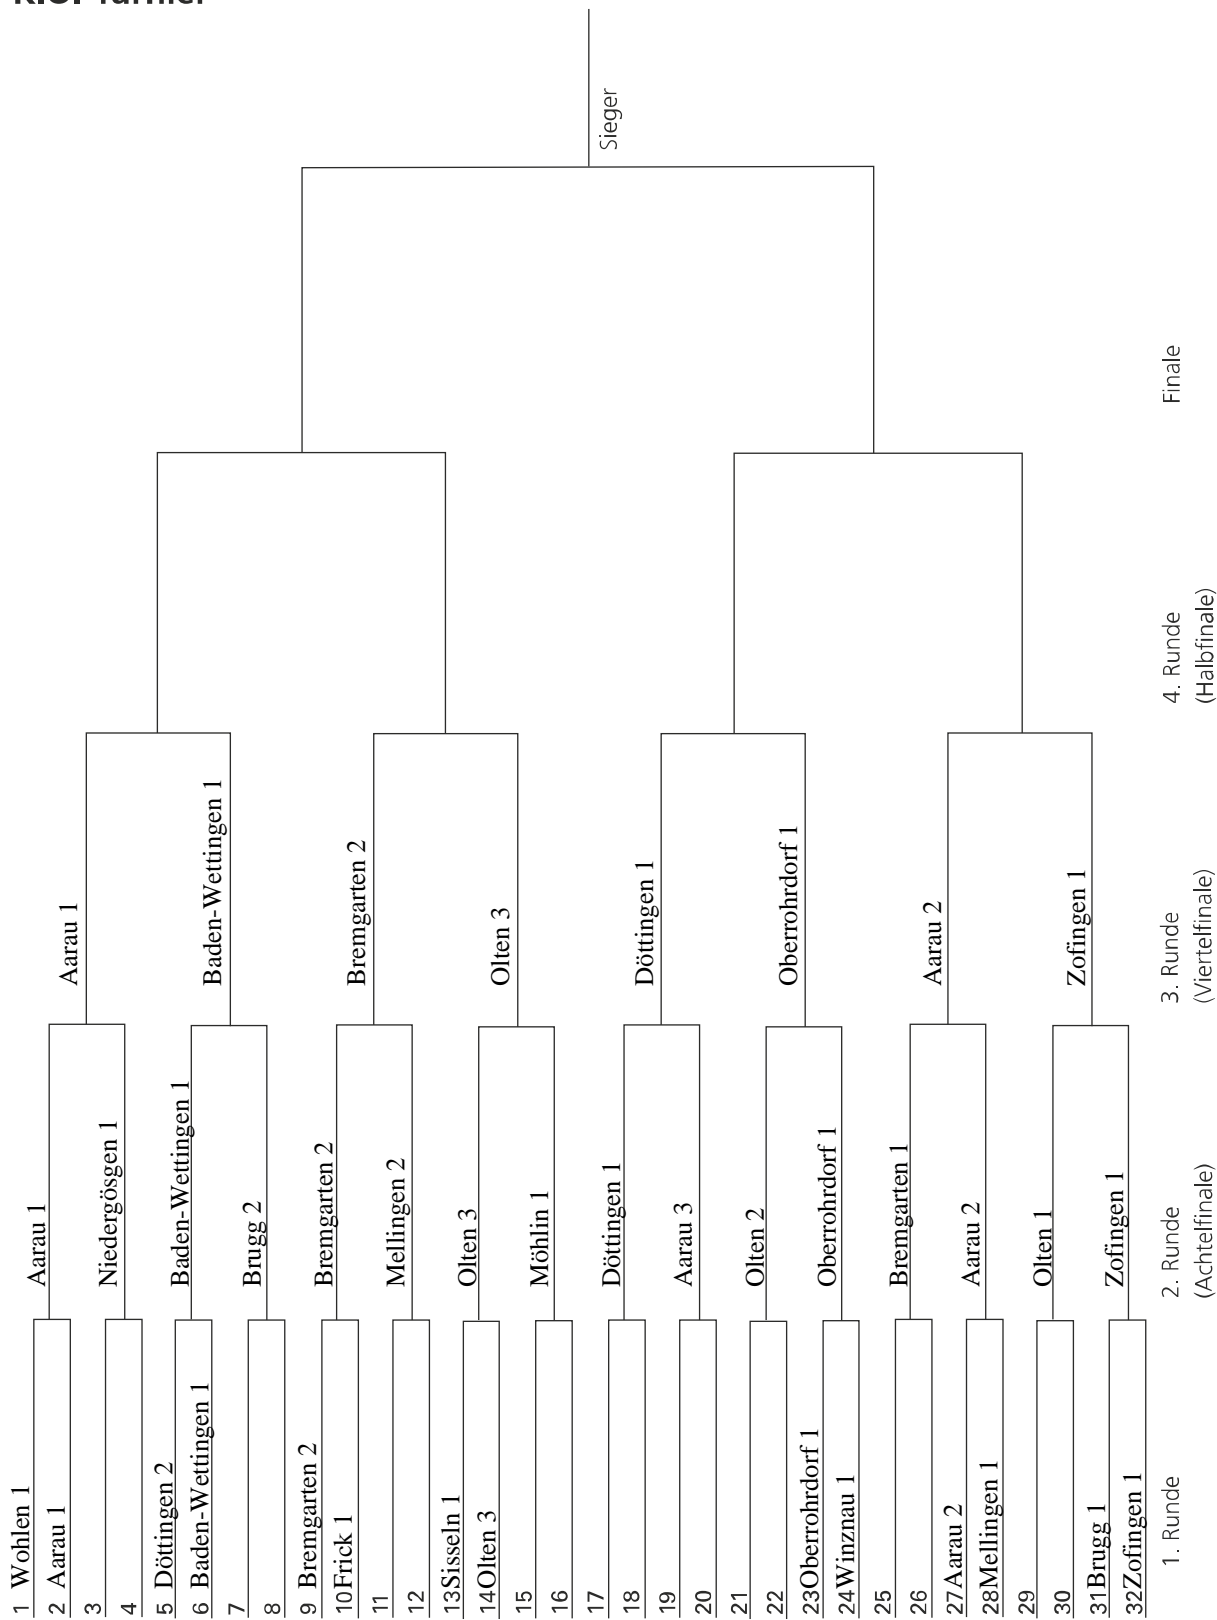 K.O.-Turnier
1 Wohlen 1
2 Aarau 1
3
4
5 Döttingen 2
6 Baden-Wettingen 1
7
8
9 Bremgarten 2
10 Frick 1
11
12
13 Sisseln 1
14 Olten 3
15
16
17
18
19
20
21
22
23 Oberrohrdorf 1
24 Winznau 1
25
26
27 Aarau 2
28 Mellingen 1
29
30
31 Brugg 1
32 Zofingen 1
1. Runde
Aarau 1
Niedergösgen 1
Baden-Wettingen 1
Brugg 2
Bremgarten 2
Mellingen 2
Olten 3
Möhlin 1
Döttingen 1
Aarau 3
Olten 2
Oberrohrdorf 1
Bremgarten 1
Aarau 2
Olten 1
Zofingen 1
2. Runde
(Achtelfinale)
Aarau 1
Baden-Wettingen 1
Bremgarten 2
Olten 3
Döttingen 1
Oberrohrdorf 1
Aarau 2
Zofingen 1
3. Runde
(Viertelfinale)
4. Runde
(Halbfinale)
Finale
Sieger